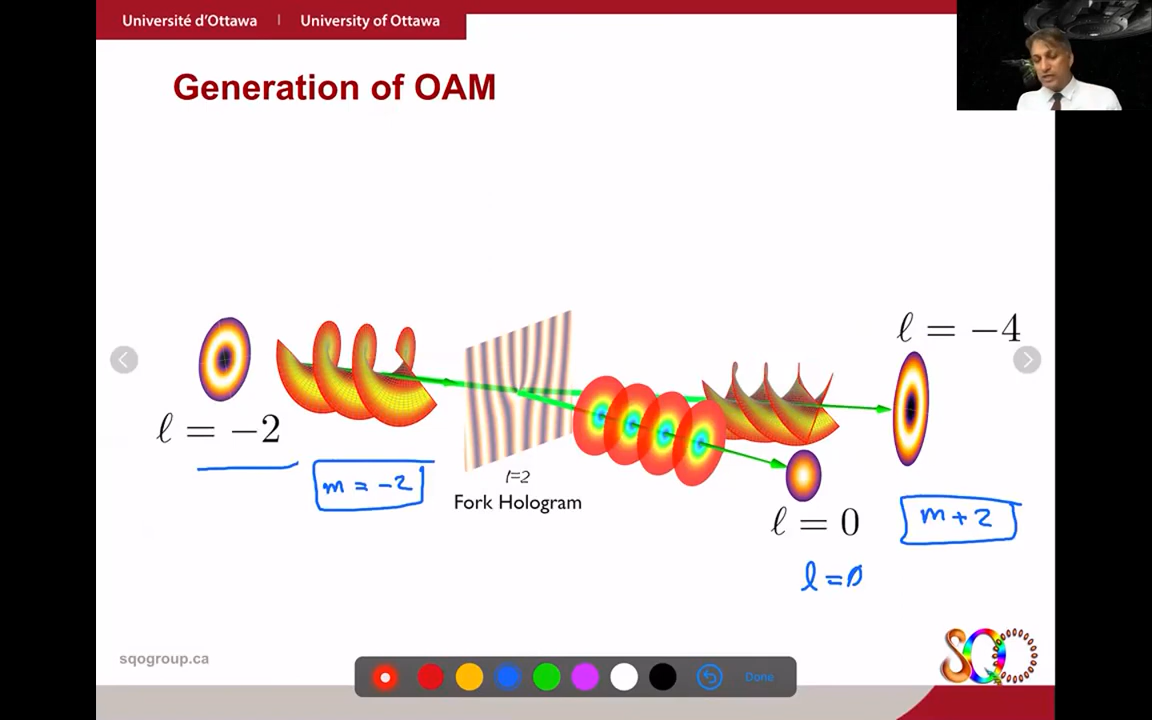 Université d'Ottawa | University of Ottawa
Generation of OAM
ℓ = −4
ℓ = −2
m = -2
l=2
Fork Hologram
ℓ = 0
m + 2
l = 0
sqogroup.ca
SQO
Done